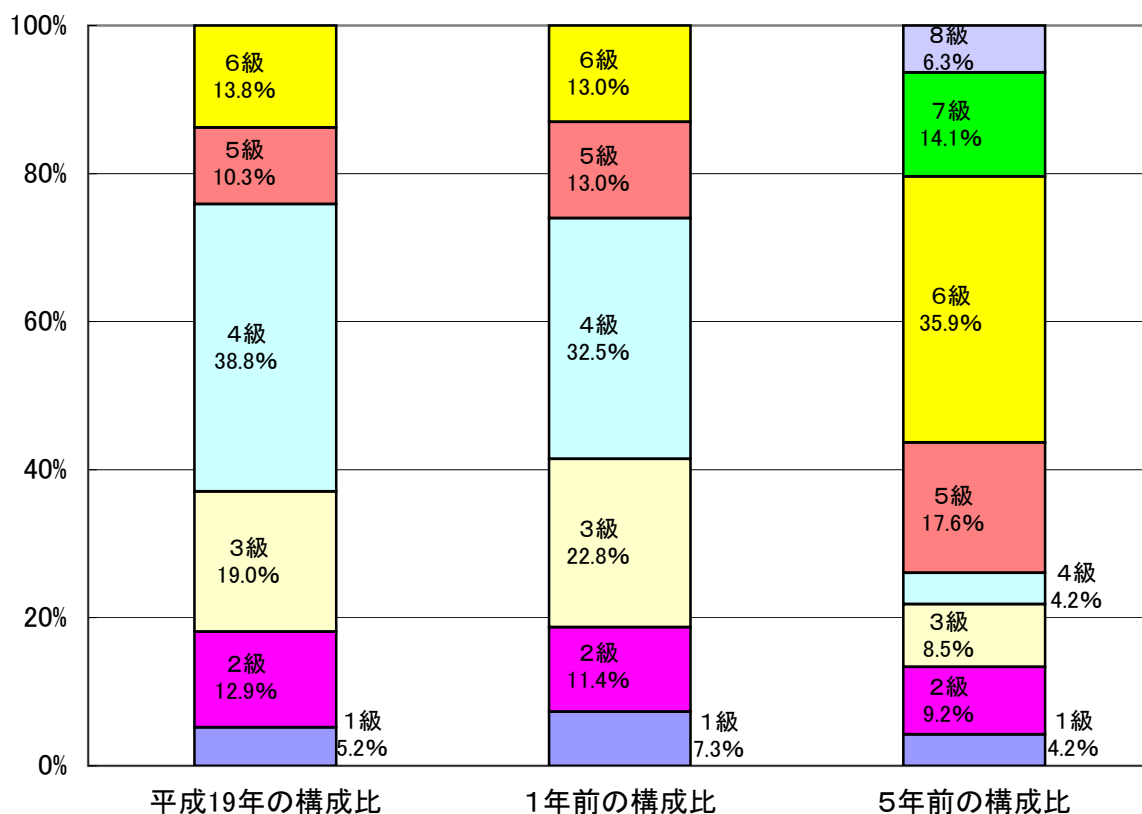 100%
80%
60%
40%
20%
0%
6級
13.8%
5級
10.3%
4級
38.8%
3級
19.0%
2級
12.9%
1級
5.2%
6級
13.0%
5級
13.0%
4級
32.5%
3級
22.8%
2級
11.4%
1級
7.3%
8級
6.3%
7級
14.1%
6級
35.9%
5級
17.6%
4級
4.2%
3級
8.5%
2級
9.2%
1級
4.2%
平成19年の構成比
1年前の構成比
5年前の構成比